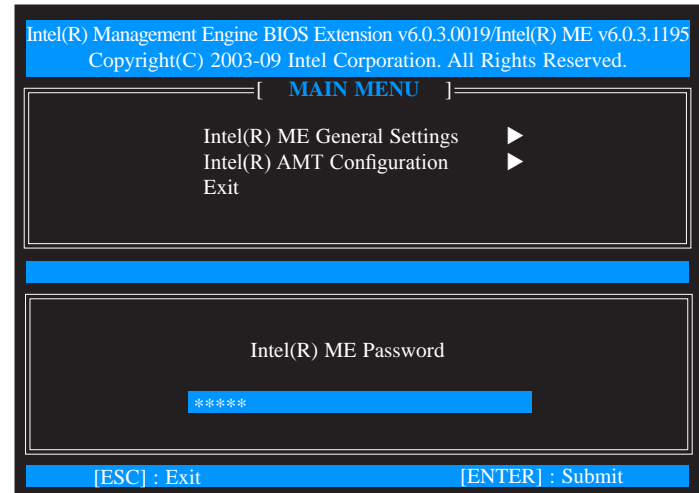 Intel(R) Management Engine BIOS Extension v6.0.3.0019/Intel(R) ME v6.0.3.1195
Copyright(C) 2003-09 Intel Corporation. All Rights Reserved.
[ MAIN MENU ]
Intel(R) ME General Settings ▶
Intel(R) AMT Configuration ▶
Exit
Intel(R) ME Password
*****
[ESC] : Exit [ENTER] : Submit